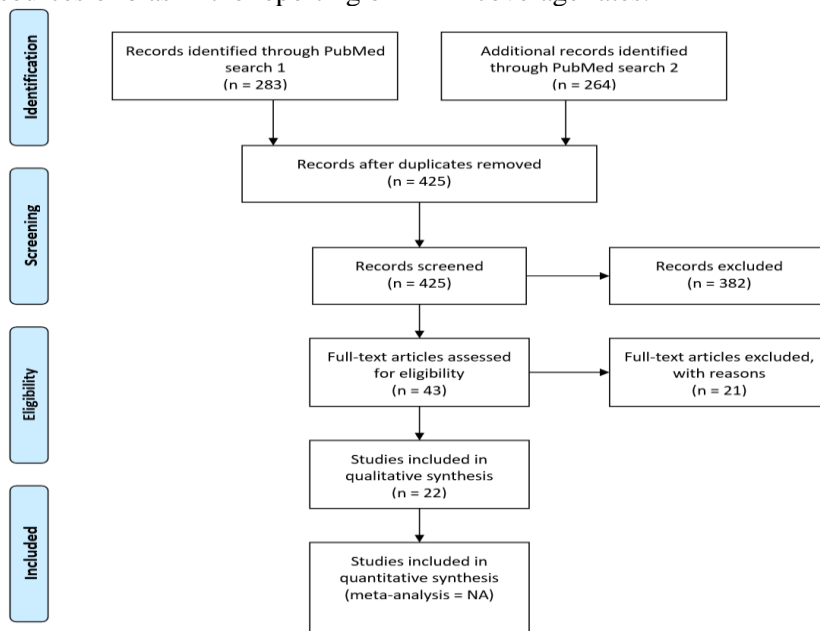 Identification
Records identified through PubMed
search 1
(n = 283)
Additional records identified
through PubMed search 2
(n = 264)
Records after duplicates removed
(n = 425)
Screening
Records screened
(n = 425)
Records excluded
(n = 382)
Eligibility
Full-text articles assessed
for eligibility
(n = 43)
Full-text articles excluded,
with reasons
(n = 21)
Studies included in
qualitative synthesis
(n = 22)
Included
Studies included in
quantitative synthesis
(meta-analysis = NA)